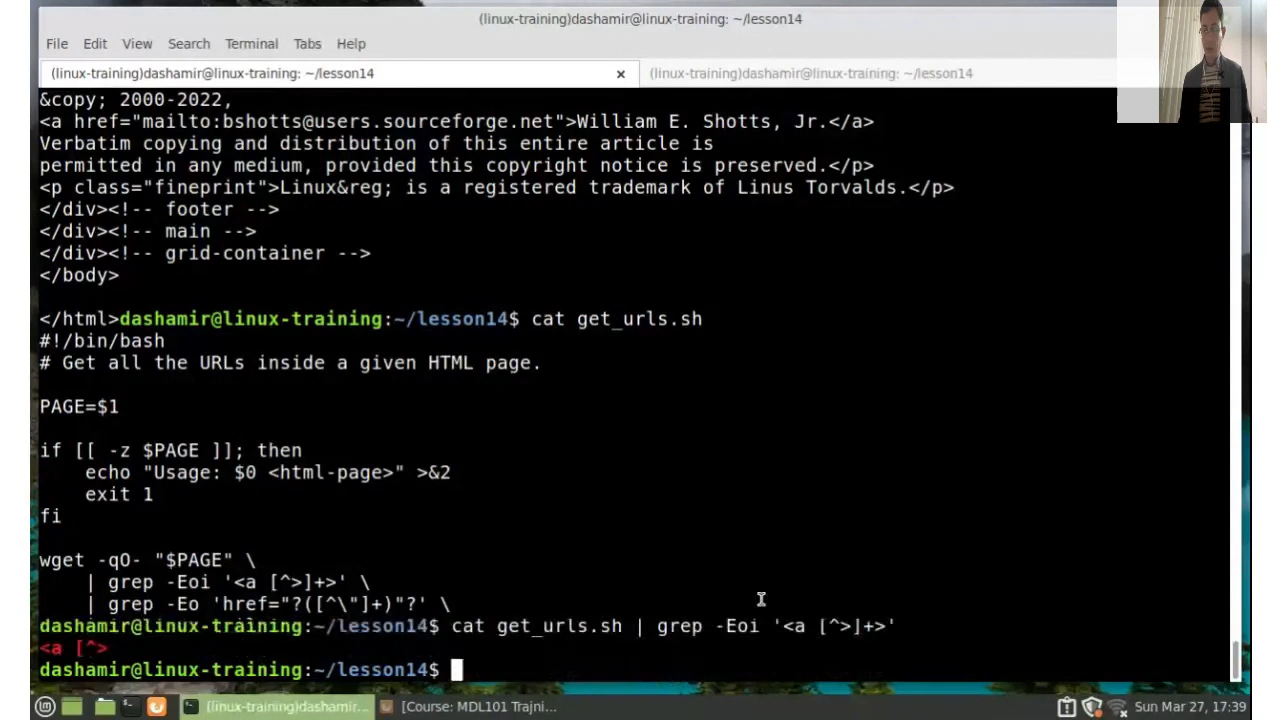 (linux-training)dashamir@linux-training: ~/lesson14
File Edit View Search Terminal Tabs Help
(linux-training)dashamir@linux-training: ~/lesson14 × (linux-training)dashamir@linux-training: ~/lesson14
&copy; 2000-2022,
<a href="mailto:bshotts@users.sourceforge.net">William E. Shotts, Jr.</a>
Verbatim copying and distribution of this entire article is
permitted in any medium, provided this copyright notice is preserved.</p>
<p class="fineprint">Linux&reg; is a registered trademark of Linus Torvalds.</p>
</div><!-- footer -->
</div><!-- main -->
</div><!-- grid-container -->
</body>
</html>dashamir@linux-training:~/lesson14$ cat get_urls.sh
#!/bin/bash
# Get all the URLs inside a given HTML page.
PAGE=$1
if [[ -z $PAGE ]]; then
    echo "Usage: $0 <html-page>" >&2
    exit 1
fi
wget -qO- "$PAGE" \
    | grep -Eoi '<a [^>]+>' \
    | grep -Eo 'href="?([^\"]+)"?' \
dashamir@linux-training:~/lesson14$ cat get_urls.sh | grep -Eoi '<a [^>]+>'
<a [^>
dashamir@linux-training:~/lesson14$
(linux-training)dashamir... [Course: MDL101 Trajni... Sun Mar 27, 17:39